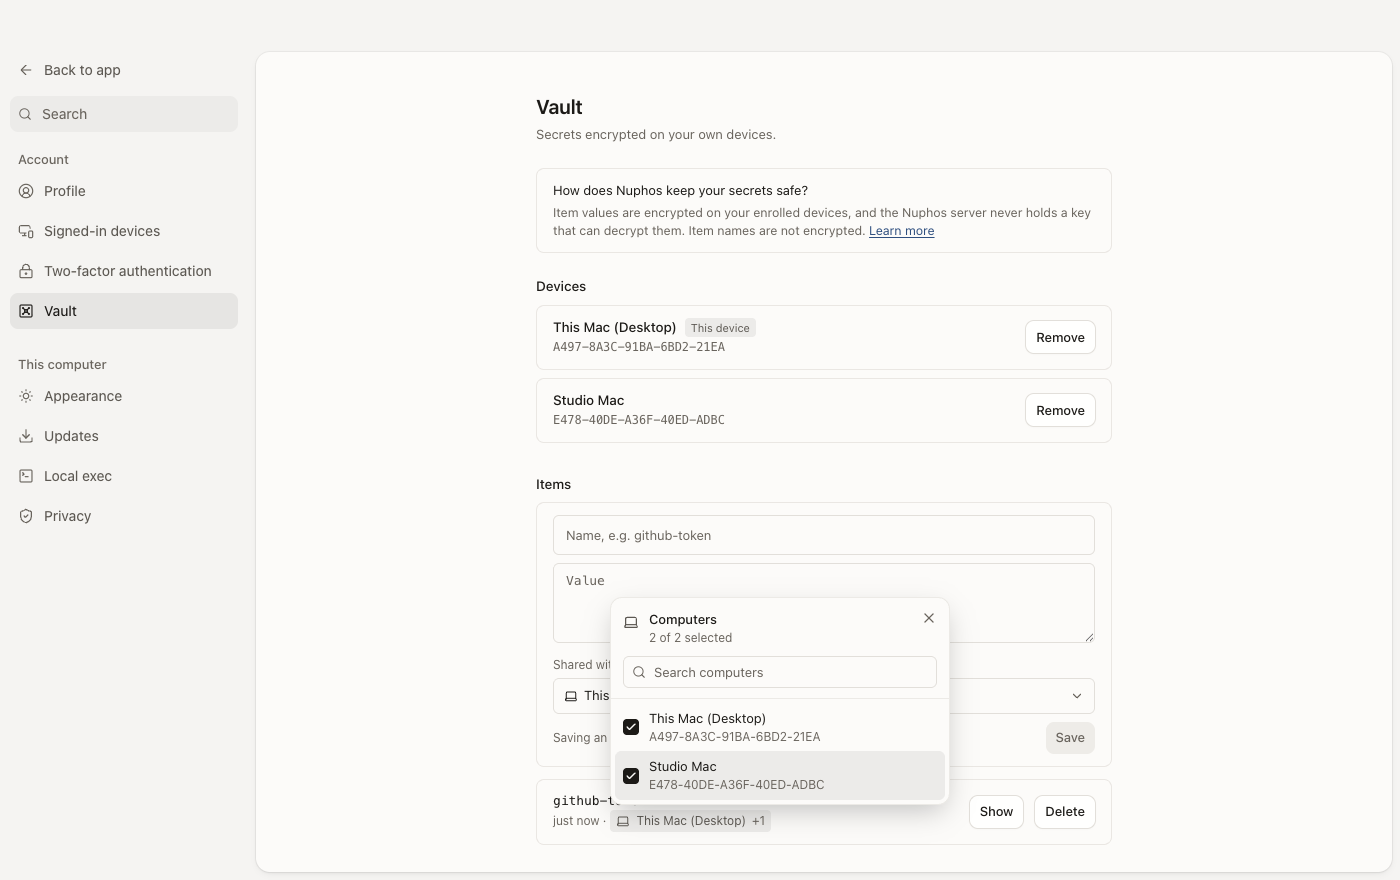 Back to app
Search
Account
Profile
Signed-in devices
Two-factor authentication
Vault
This computer
Appearance
Updates
Local exec
Privacy
Vault
Secrets encrypted on your own devices.
How does Nuphos keep your secrets safe?
Item values are encrypted on your enrolled devices, and the Nuphos server never holds a key
that can decrypt them. Item names are not encrypted. Learn more
Devices
This Mac (Desktop) This device
A497-8A3C-91BA-6BD2-21EA
Remove
Studio Mac
E478-40DE-A36F-40ED-ADBC
Remove
Items
Name, e.g. github-token
Value
Shared
This
Saving an
Save
Computers
2 of 2 selected
Search computers
This Mac (Desktop)
A497-8A3C-91BA-6BD2-21EA
Studio Mac
E478-40DE-A36F-40ED-ADBC
just now · This Mac (Desktop) +1
Show
Delete